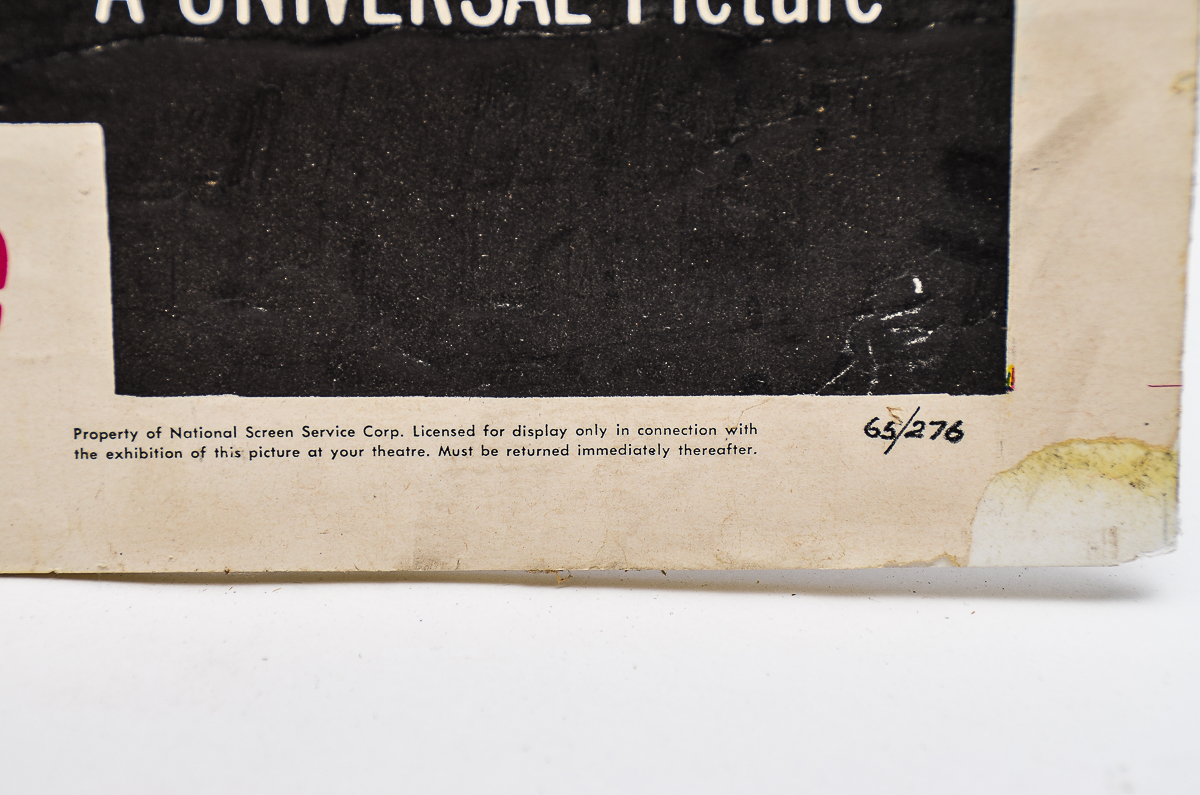 A UNIVERSAL Picture
Property of National Screen Service Corp. Licensed for display only in connection with
the exhibition of this picture at your theatre. Must be returned immediately thereafter.
65/276